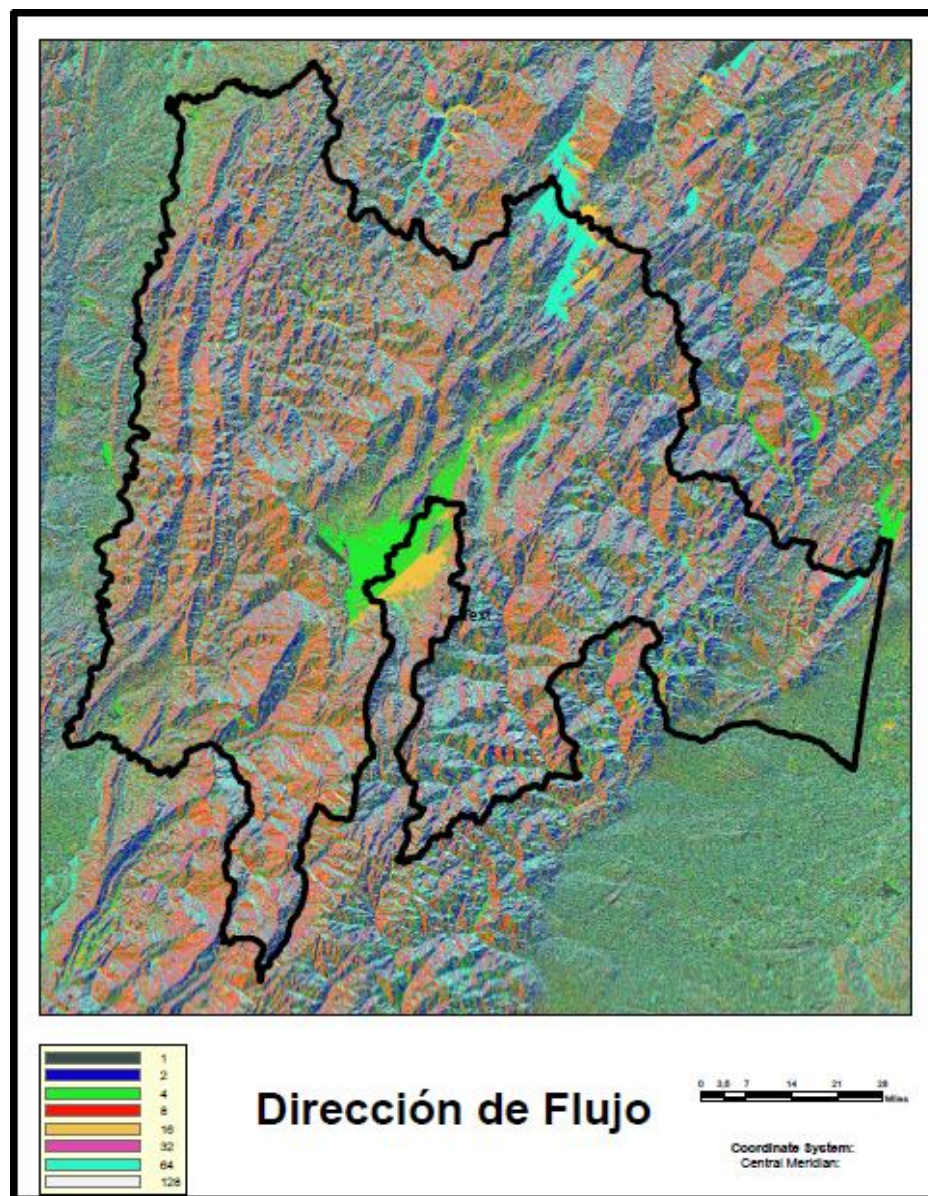 Text
1
2
4
8
16
32
64
128
Dirección de Flujo
0 3,5 7 14 21 28
Miles
Coordinate System:
Central Meridian: